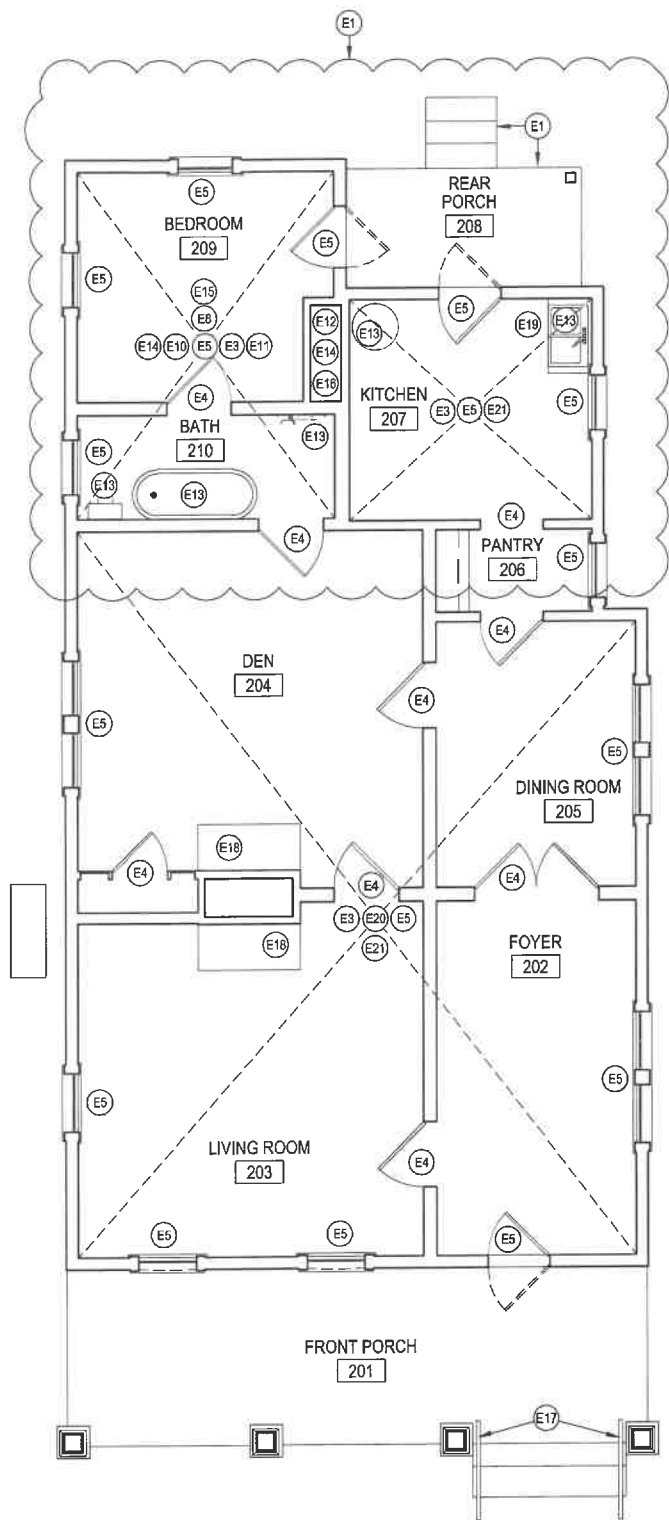 E1
E1
E5
REAR
PORCH
208
BEDROOM
209
E5
E5
E15
E8
E14 E10 E5 E3 E11
E12
E14
E16
E13
E5
E19 E13
KITCHEN
207
E3 E5 E21
E5
E4
BATH
210
E13
E5
E13
E13
E4
E4
PANTRY
206
E5
E4
DEN
204
E4
E5
E5
DINING ROOM
205
E18
E4
E4
E4
E3 E20 E5
E21
E18
FOYER
202
E5
E5
LIVING ROOM
203
E4
E5
E5
E5
FRONT PORCH
201
E17